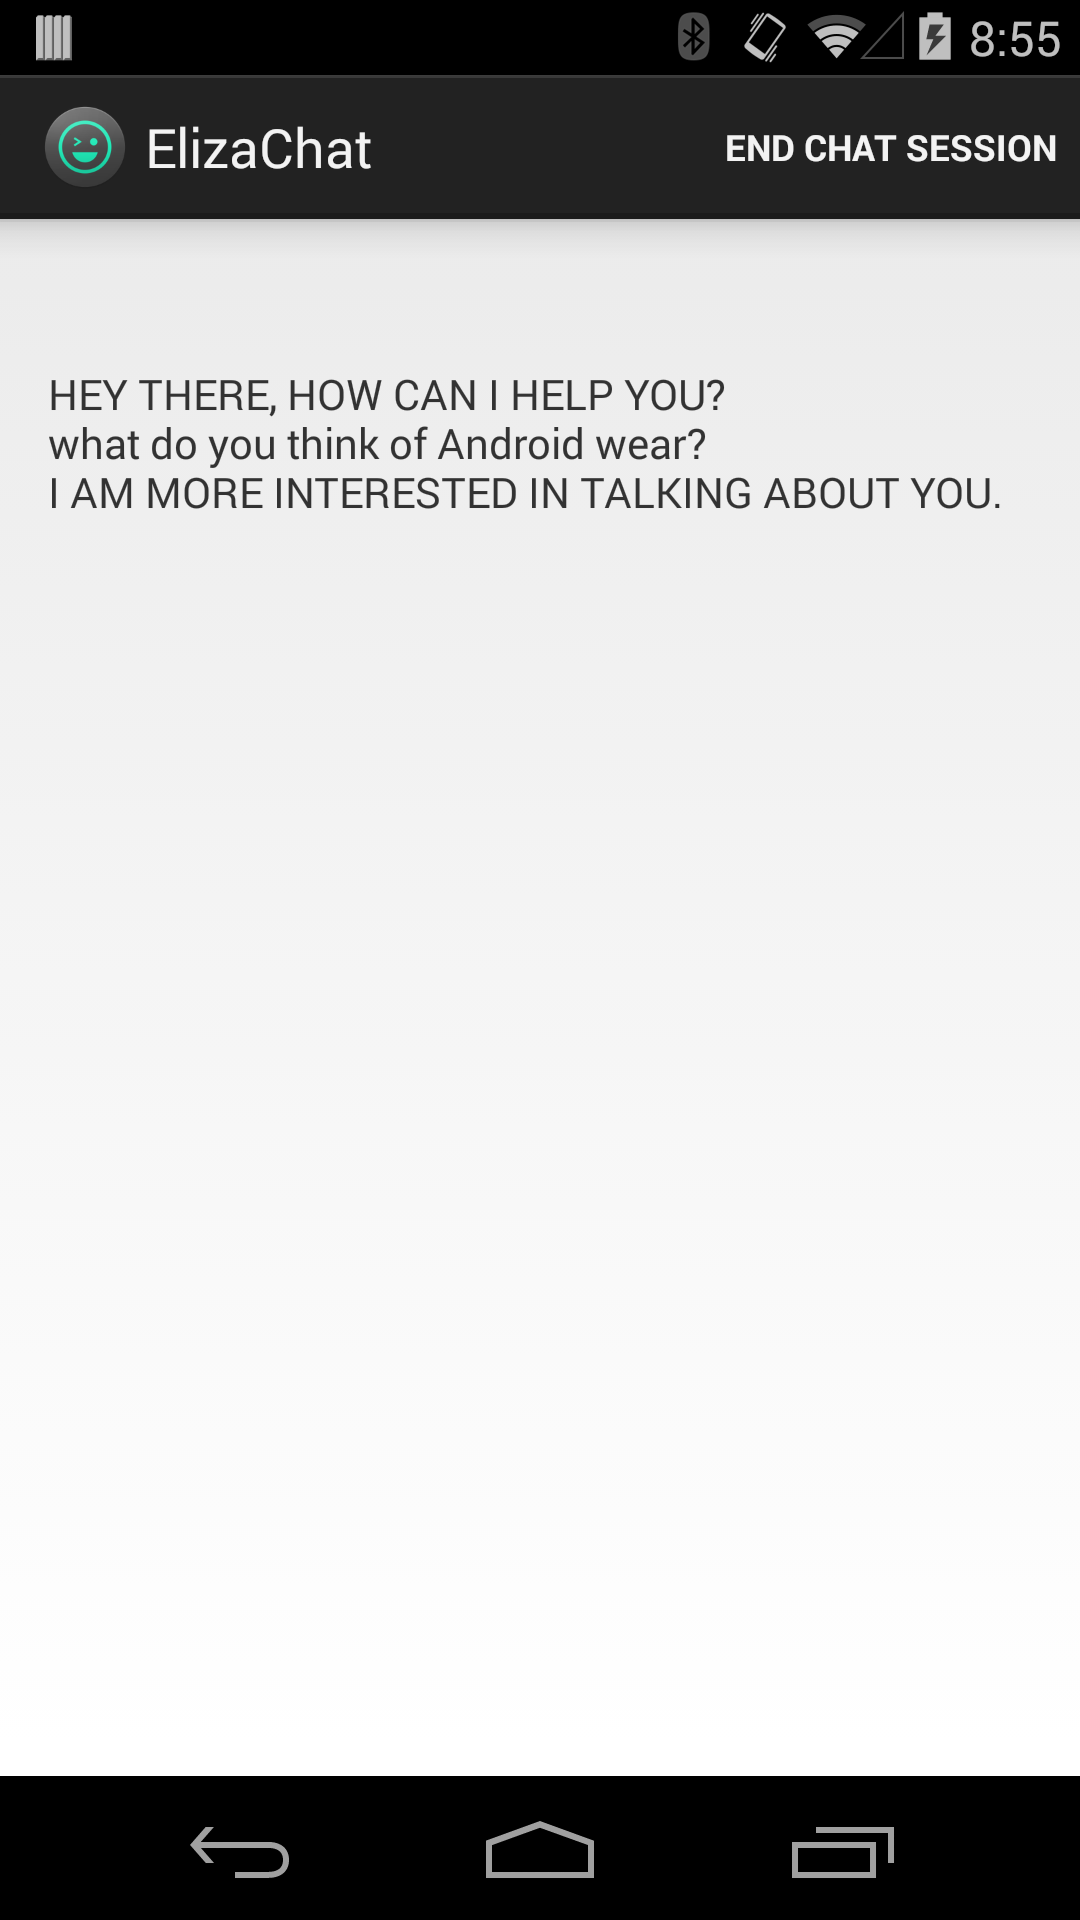 8:55
ElizaChat
END CHAT SESSION
HEY THERE, HOW CAN I HELP YOU?
what do you think of Android wear?
I AM MORE INTERESTED IN TALKING ABOUT YOU.